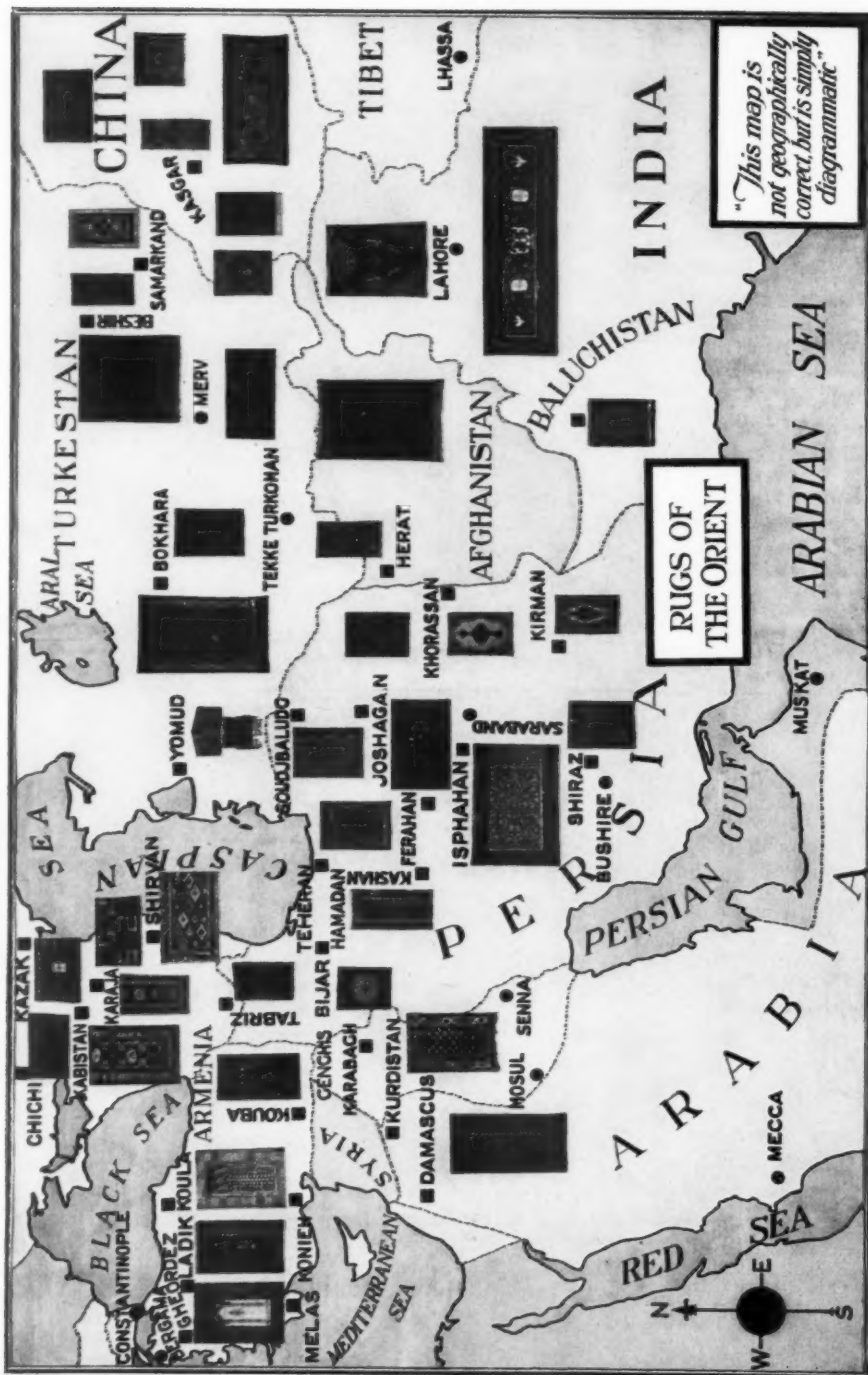 CHICHI
KAZAK
KABISTAN
KARAJA
SHIRVAN
CASPIAN
SEA
YOMUD
ARAL
SEA
TURKESTAN
BOKHARA
MERV
BESHIR
SAMARKAND
KASGAR
CHINA
BLACK SEA
CONSTANTINOPLE
BERGAMA
GHEORDEZ
LADIK
KOULA
MELAS
KONIEH
ARMENIA
KOUBA
TABRIZ
GENGHIS
BIJAR
TEHERAN
HAMADAN
KASHAN
FERAHAN
JOSHAGAN
TEKKE TURKOMAN
HERAT
AFGHANISTAN
KHORASSAN
KIRMAN
BALUCHISTAN
LAHORE
TIBET
LHASSA
INDIA
MEDITERRANEAN
SEA
SYRIA
KARABAGH
KURDISTAN
DAMASCUS
MOSUL
SENNA
ISPHAHAN
SARABAND
SHIRAZ
BUSHIRE
PERSIA
PERSIAN GULF
ARABIA
MECCA
RED SEA
MUSKAT
ARABIAN SEA
RUGS OF
THE ORIENT
"This map is
not geographically
correct, but is simply
diagrammatic"
N
W
E
S